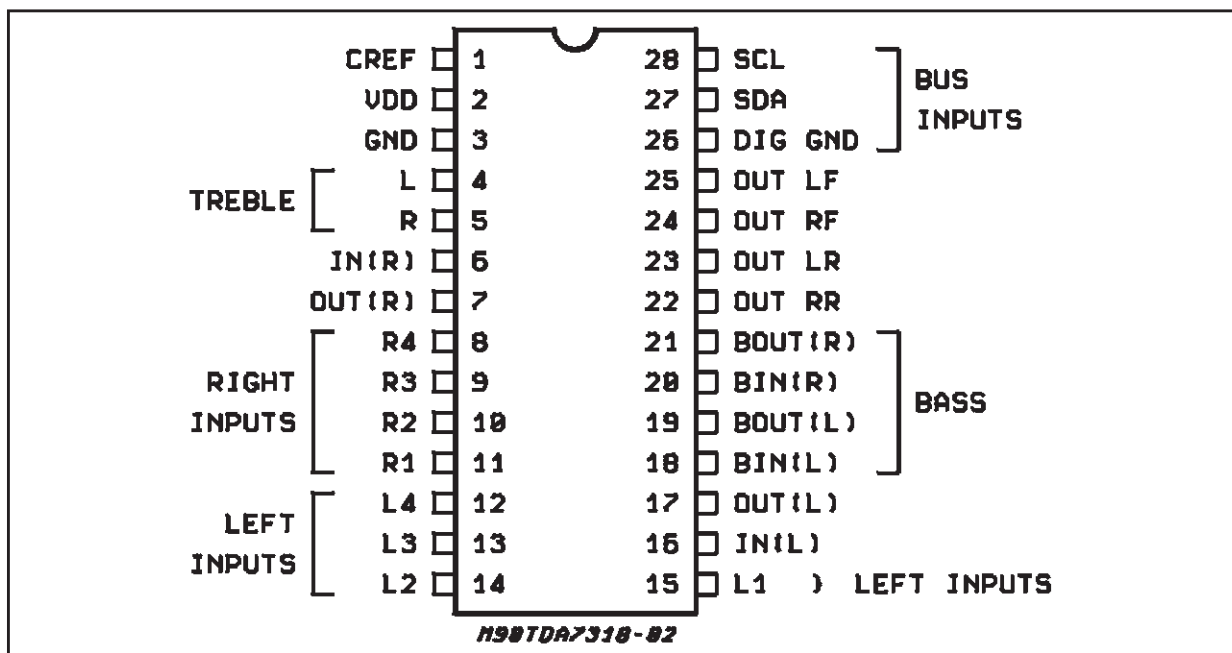 CREF 1 28 SCL
VDD 2 27 SDA BUS
GND 3 26 DIG GND INPUTS
L 4 25 OUT LF
TREBLE
R 5 24 OUT RF
IN(R) 6 23 OUT LR
OUT(R) 7 22 OUT RR
R4 8 21 BOUT(R)
RIGHT R3 9 20 BIN(R)
BASS
INPUTS R2 10 19 BOUT(L)
R1 11 18 BIN(L)
L4 12 17 OUT(L)
LEFT
L3 13 16 IN(L)
INPUTS
L2 14 15 L1 ) LEFT INPUTS
M90TDA7318-02